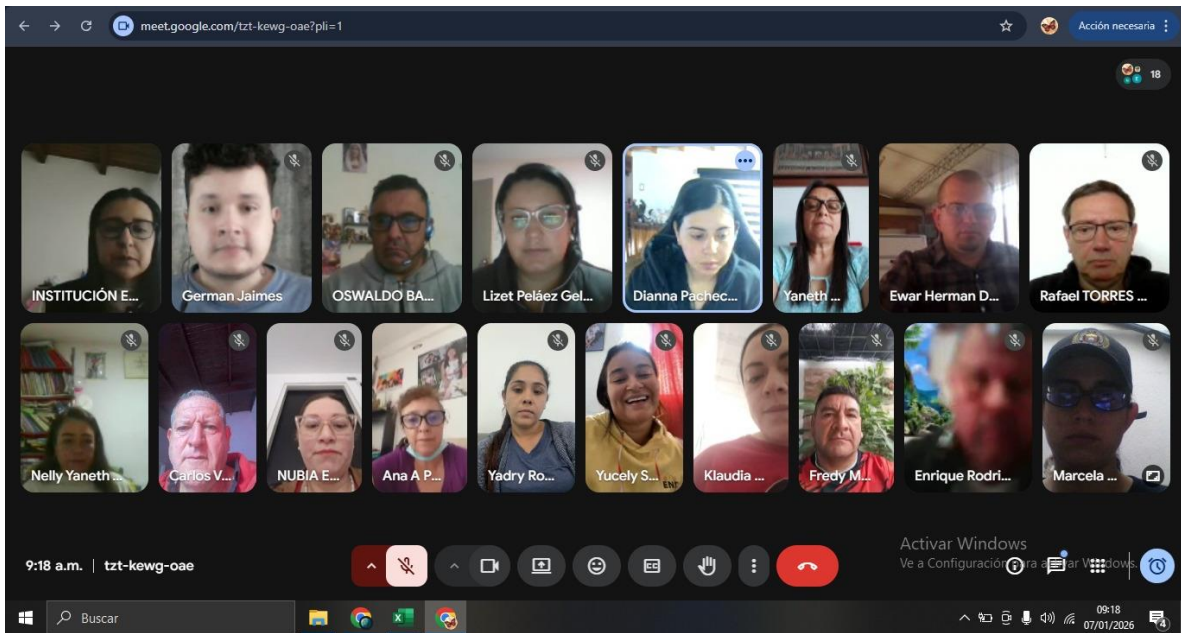 meet.google.com/tzt-kewg-oae?pli=1
Acción necesaria
18
INSTITUCIÓN E...
German Jaimes
OSWALDO BA...
Lizet Peláez Gel...
Dianna Pachec...
Yaneth ...
Ewar Herman D...
Rafael TORRES ...
Nelly Yaneth ...
Carlos V...
NUBIA E...
Ana A P...
Yadry Ro...
Yucely S...
Klaudia ...
Fredy M...
Enrique Rodri...
Marcela ...
Activar Windows
Ve a Configuración para activar Windows.
9:18 a.m. | tzt-kewg-oae
Buscar
09:18
07/01/2026
4